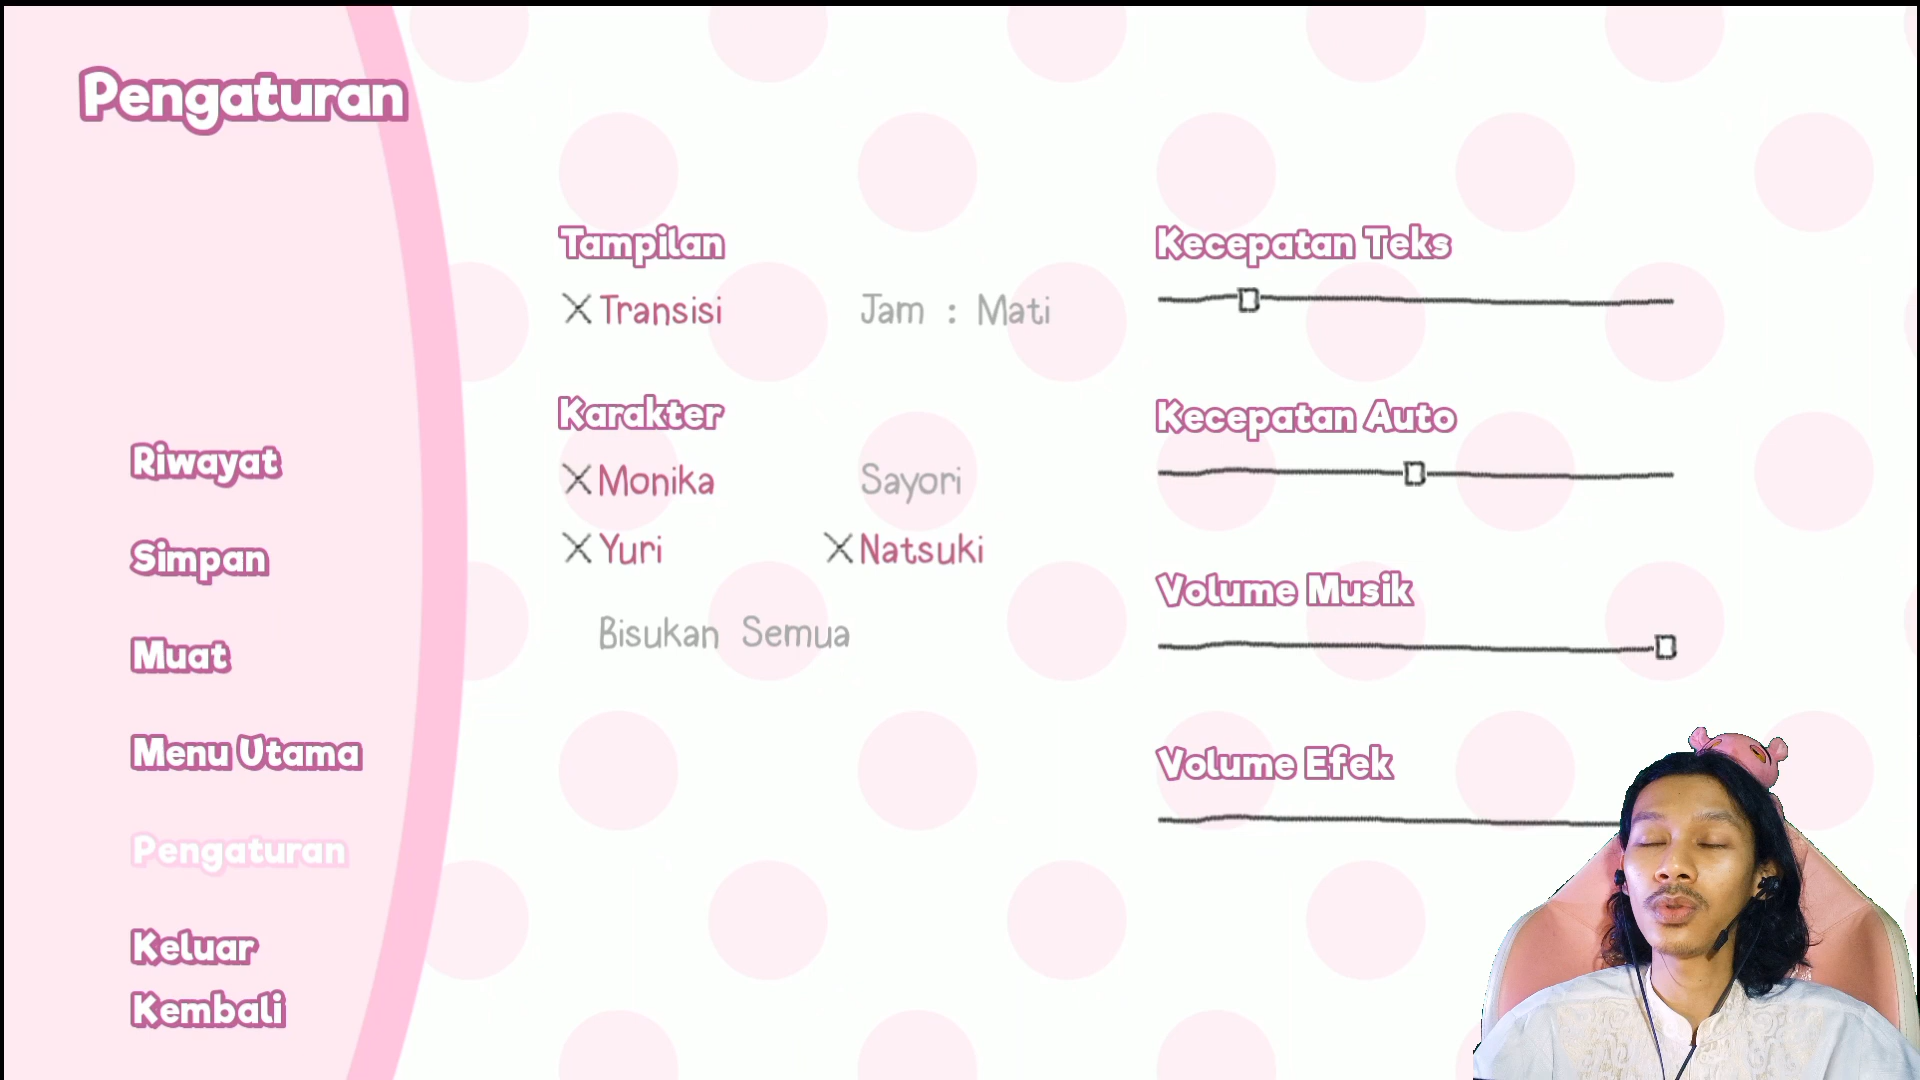 Pengaturan
Riwayat
Simpan
Muat
Menu Utama
Pengaturan
Keluar
Kembali
Tampilan
Transisi
Jam : Mati
Karakter
Monika
Sayori
Yuri
Natsuki
Bisukan Semua
Kecepatan Teks
Kecepatan Auto
Volume Musik
Volume Efek